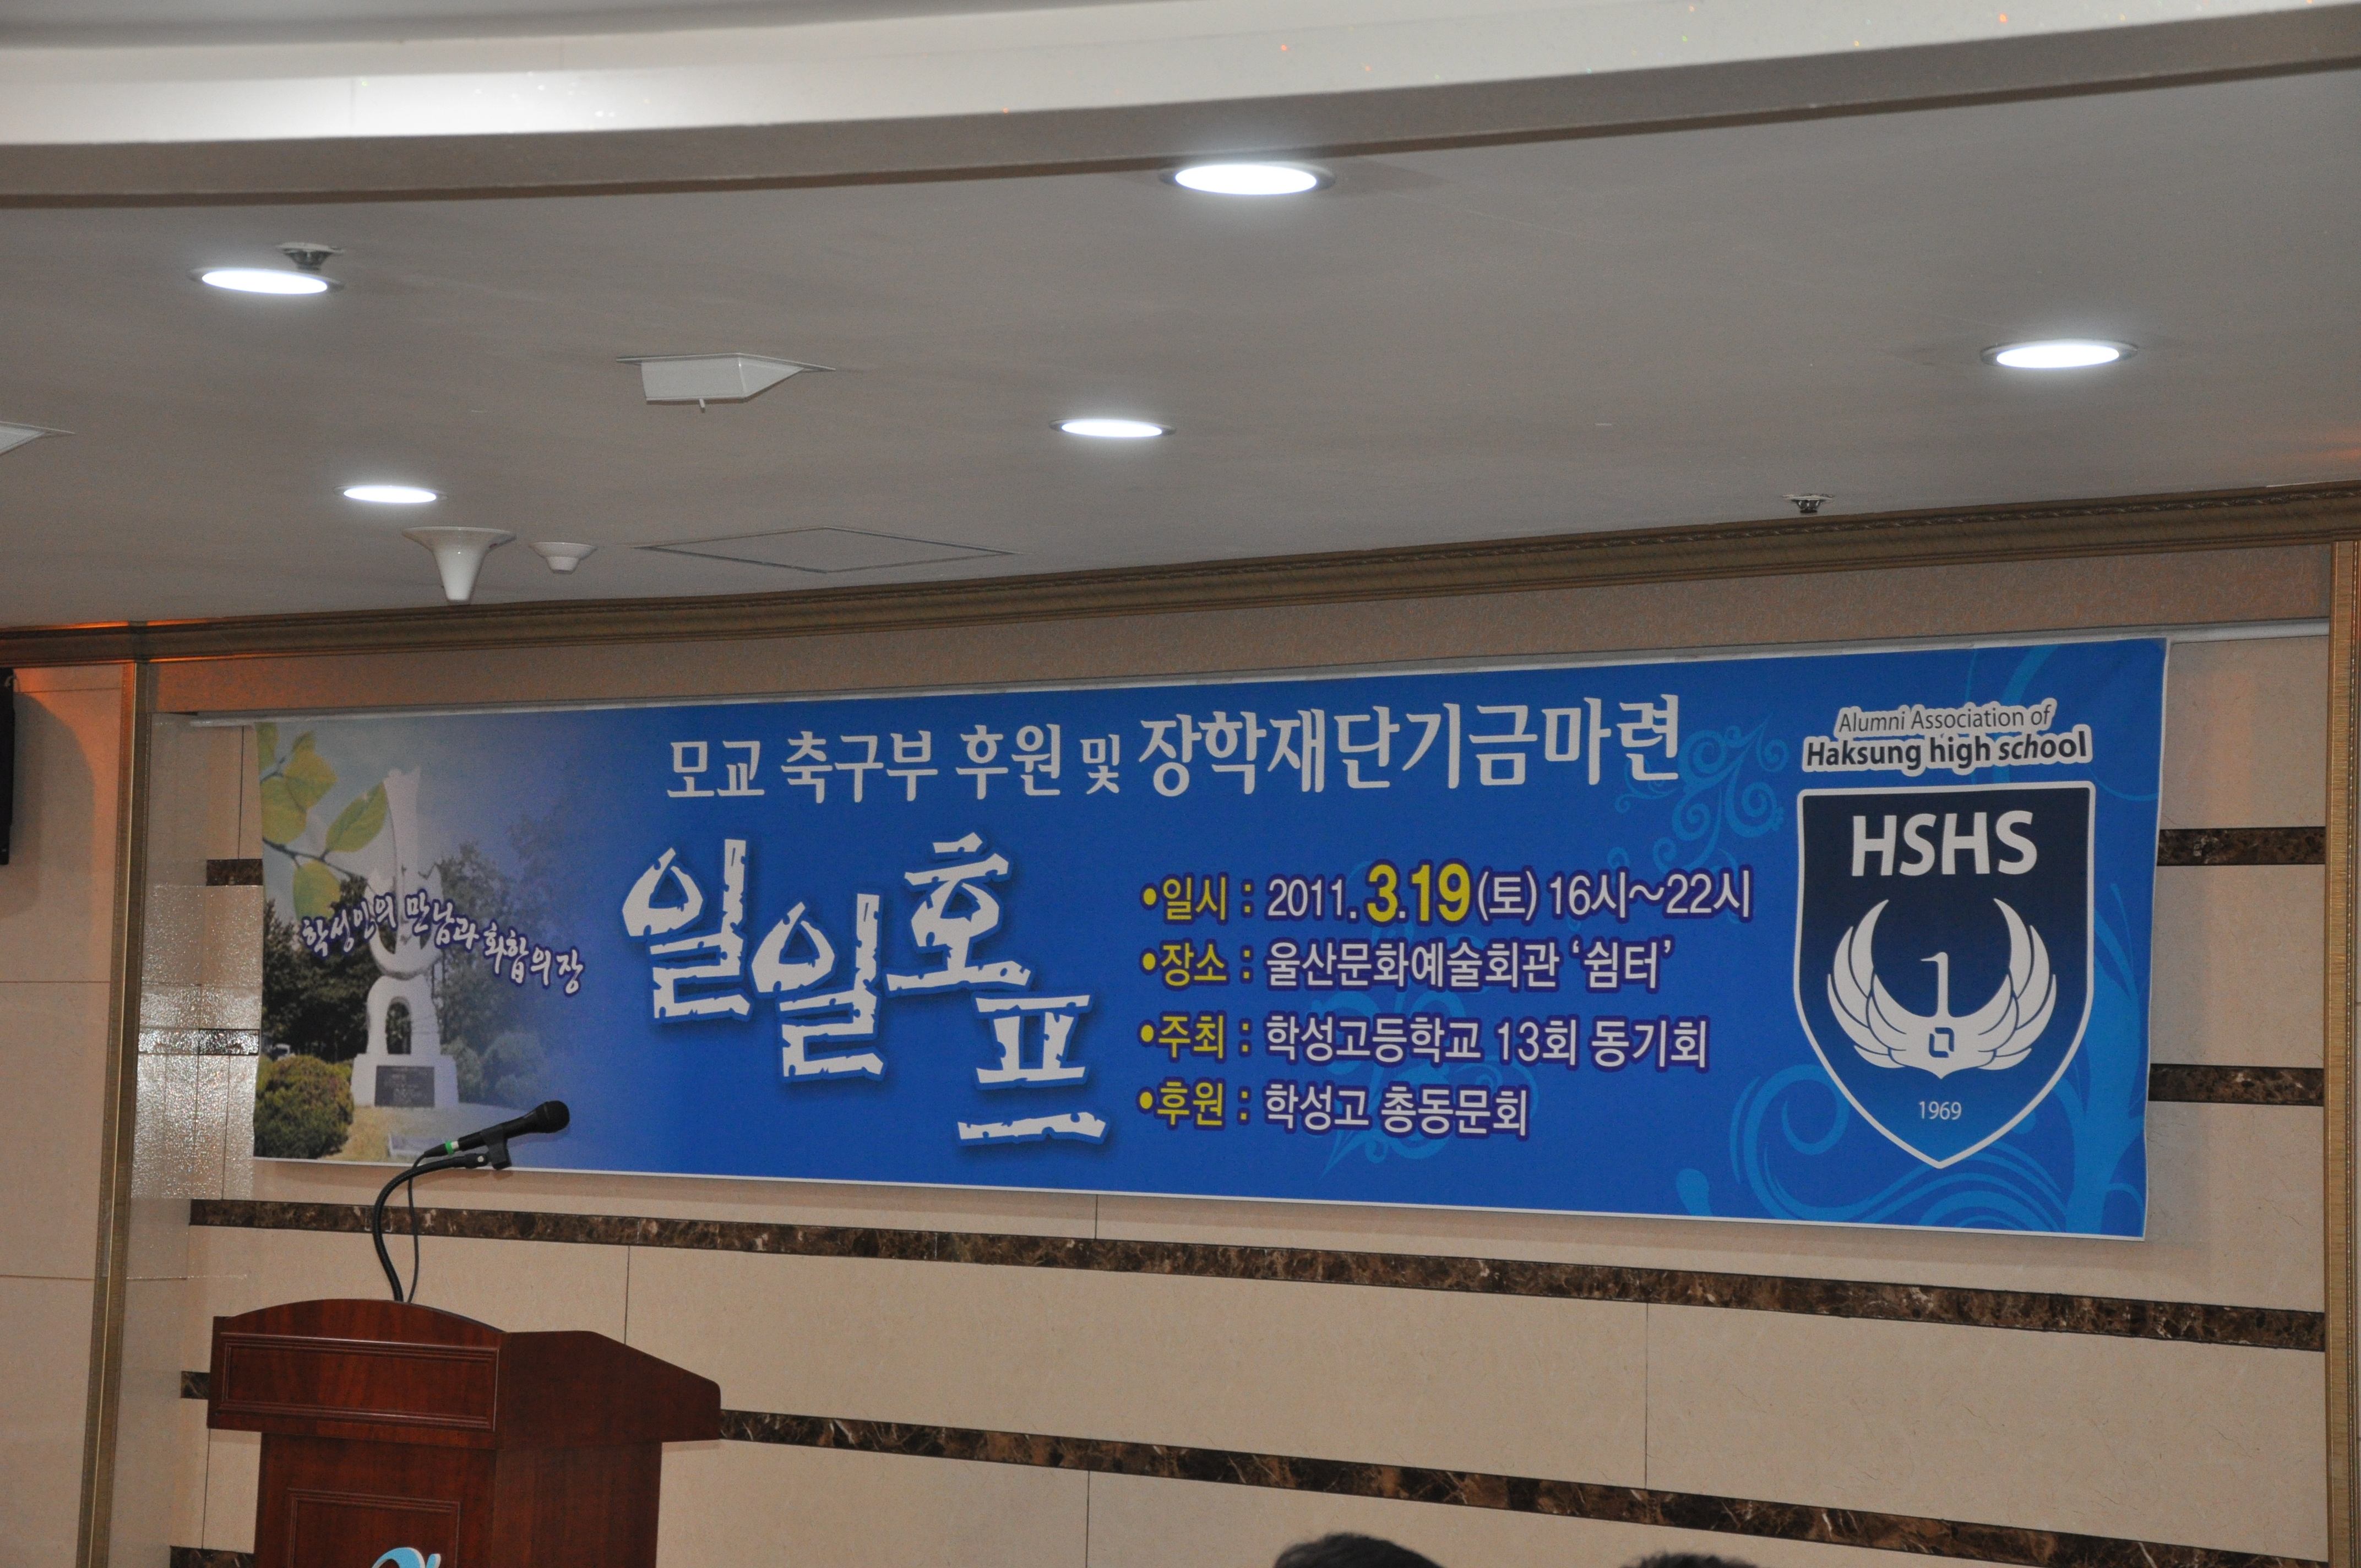 모교 축구부 후원 및 장학재단기금마련
Alumni Association of
Haksung high school
HSHS
1969
학성인의 만남과 화합의 장
일일호프
•일시 : 2011. 3.19(토) 16시~22시
•장소 : 울산문화예술회관 '쉼터'
•주최 : 학성고등학교 13회 동기회
•후원 : 학성고 총동문회